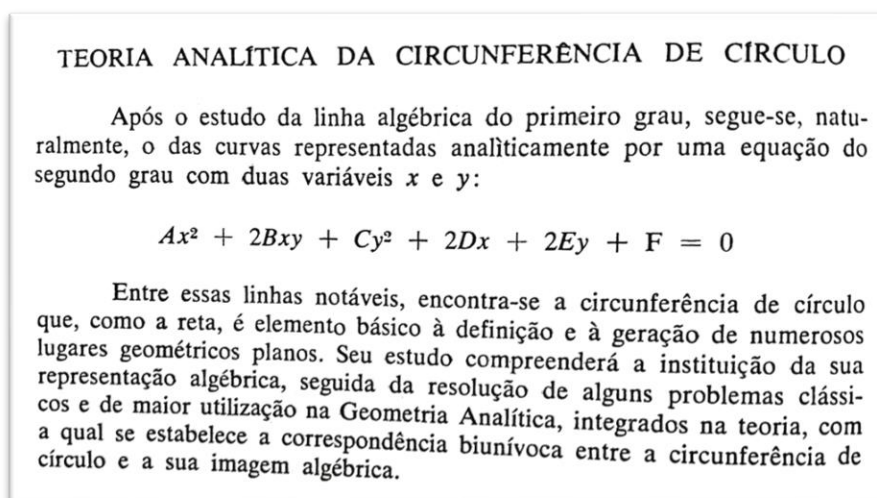 TEORIA ANALÍTICA DA CIRCUNFERÊNCIA DE CÍRCULO
Após o estudo da linha algébrica do primeiro grau, segue-se, natu-
ralmente, o das curvas representadas analìticamente por uma equação do
segundo grau com duas variáveis x e y:
Ax² + 2Bxy + Cy² + 2Dx + 2Ey + F = 0
Entre essas linhas notáveis, encontra-se a circunferência de círculo
que, como a reta, é elemento básico à definição e à geração de numerosos
lugares geométricos planos. Seu estudo compreenderá a instituição da sua
representação algébrica, seguida da resolução de alguns problemas clássi-
cos e de maior utilização na Geometria Analítica, integrados na teoria, com
a qual se estabelece a correspondência biunívoca entre a circunferência de
círculo e a sua imagem algébrica.